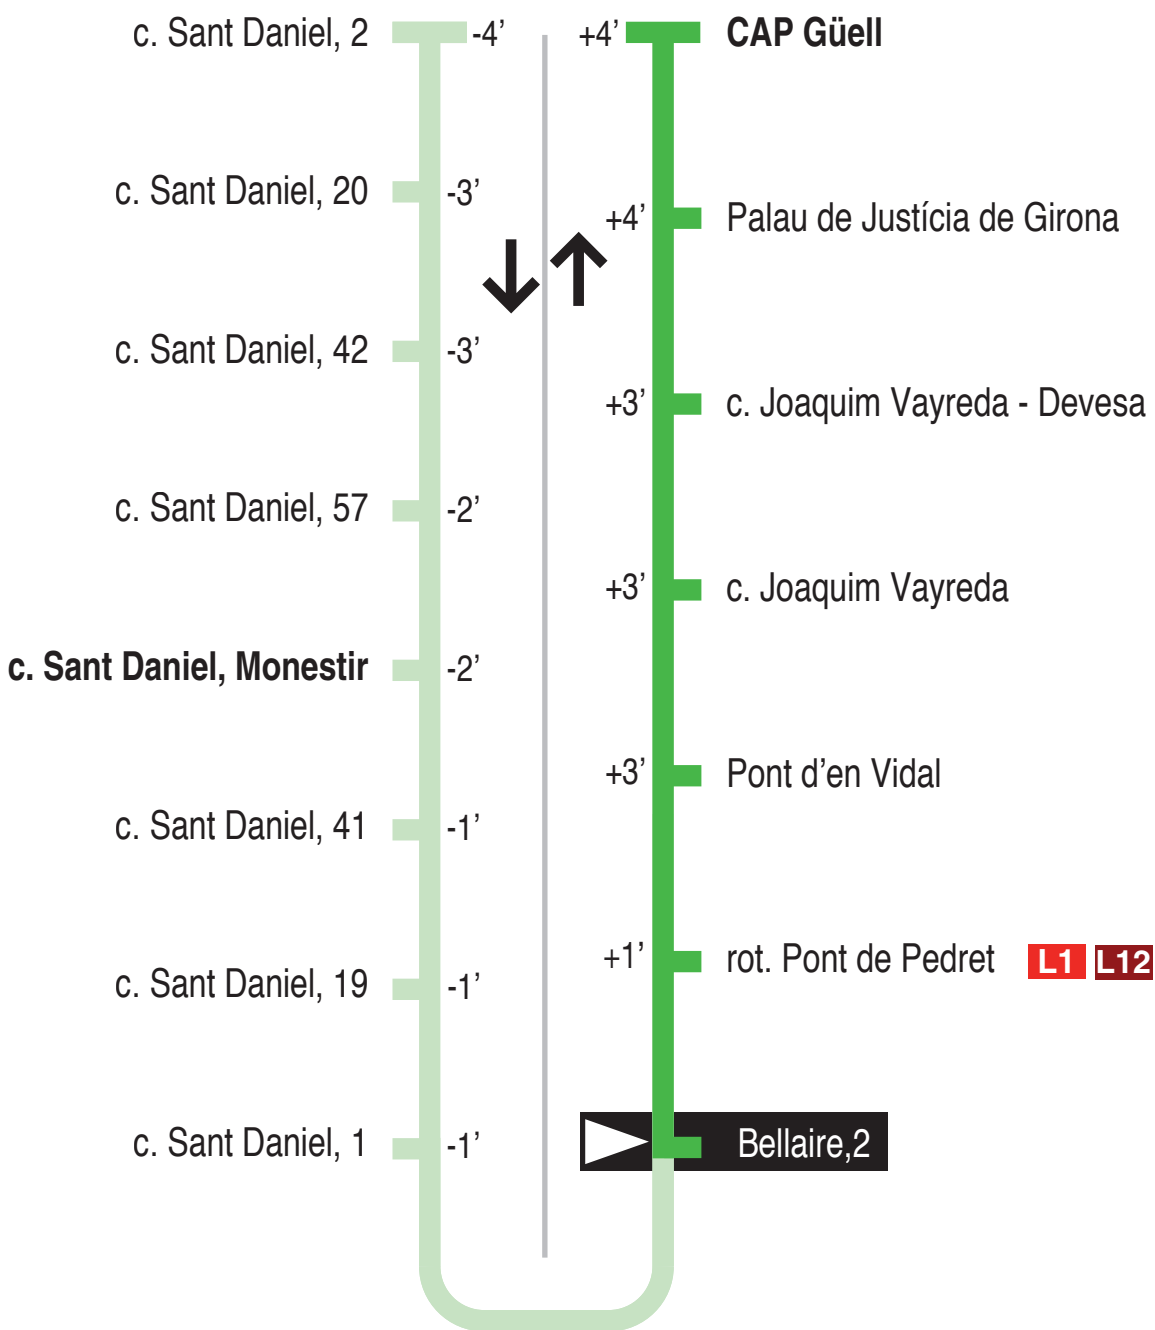 c. Sant Daniel, 2 -4’
c. Sant Daniel, 20 -3’
c. Sant Daniel, 42 -3’
c. Sant Daniel, 57 -2’
c. Sant Daniel, Monestir -2’
c. Sant Daniel, 41 -1’
c. Sant Daniel, 19 -1’
c. Sant Daniel, 1 -1’
+4’ CAP Güell
+4’ Palau de Justícia de Girona
+3’ c. Joaquim Vayreda - Devesa
+3’ c. Joaquim Vayreda
+3’ Pont d’en Vidal
+1’ rot. Pont de Pedret L1 L12
Bellaire,2